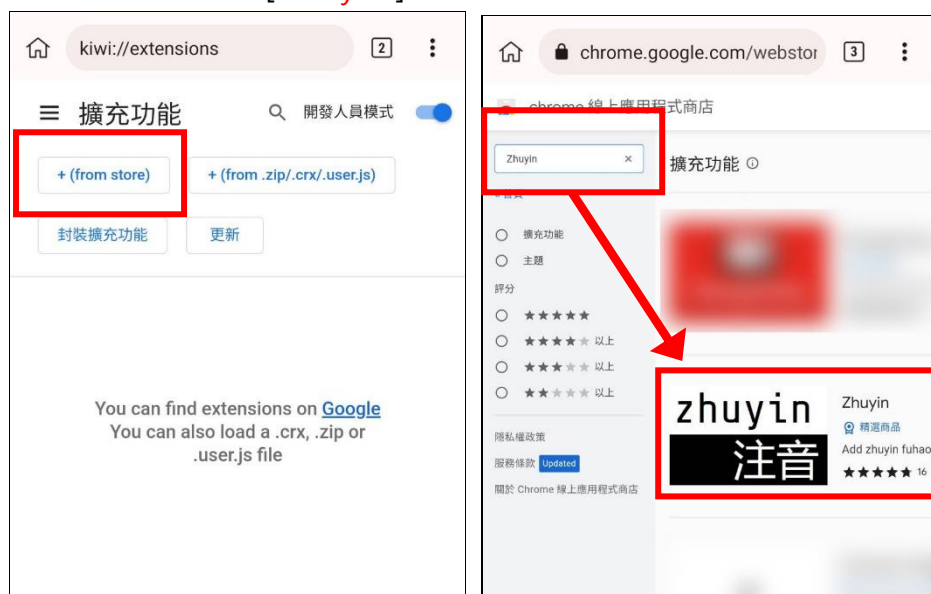 kiwi://extensions
2
擴充功能
開發人員模式
+ (from store)
+ (from .zip/.crx/.user.js)
封裝擴充功能
更新
You can find extensions on Google
You can also load a .crx, .zip or
.user.js file
chrome.google.com/webstor
3
chrome 線上應用程式商店
Zhuyin
×
擴充功能
擴充功能
主題
評分
★★★★★
★★★★★ 以上
★★★★★ 以上
★★★★★ 以上
隱私權政策
服務條款 Updated
關於 Chrome 線上應用程式商店
zhuyin
注音
Zhuyin
精選商品
Add zhuyin fuhao
★★★★★ 16